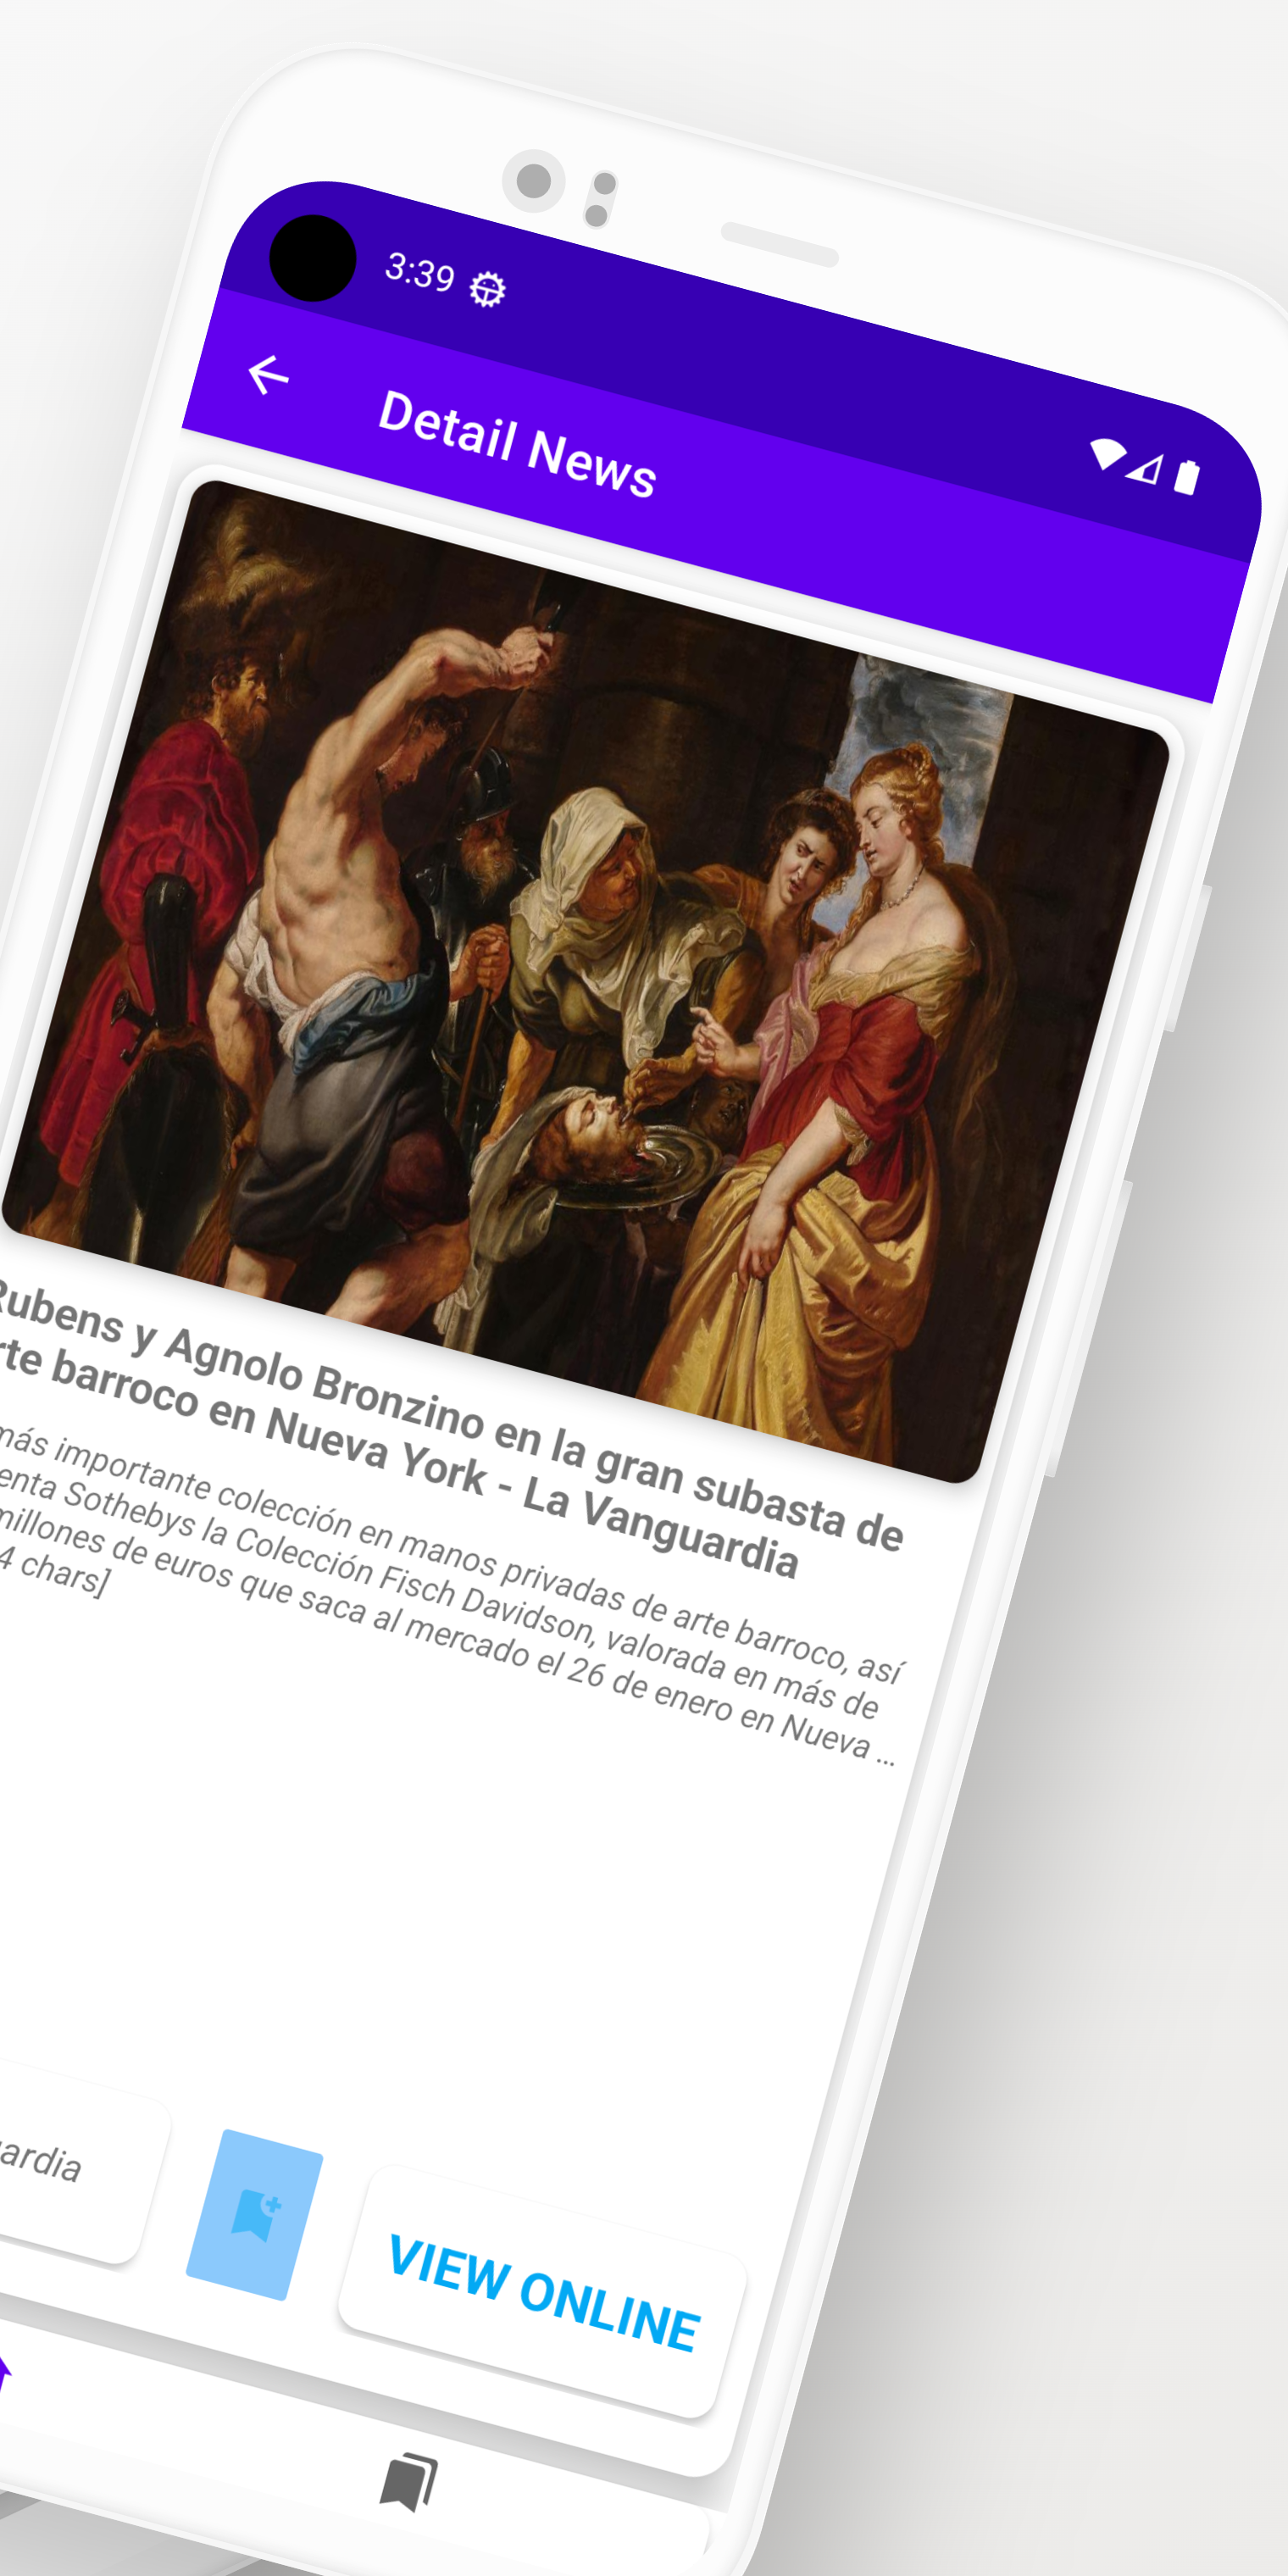 3:39
Detail News
Rubens y Agnolo Bronzino en la gran subasta de
rte barroco en Nueva York - La Vanguardia
más importante colección en manos privadas de arte barroco, así
enta Sothebys la Colección Fisch Davidson, valorada en más de
millones de euros que saca al mercado el 26 de enero en Nueva …
4 chars]
ardia
VIEW ONLINE